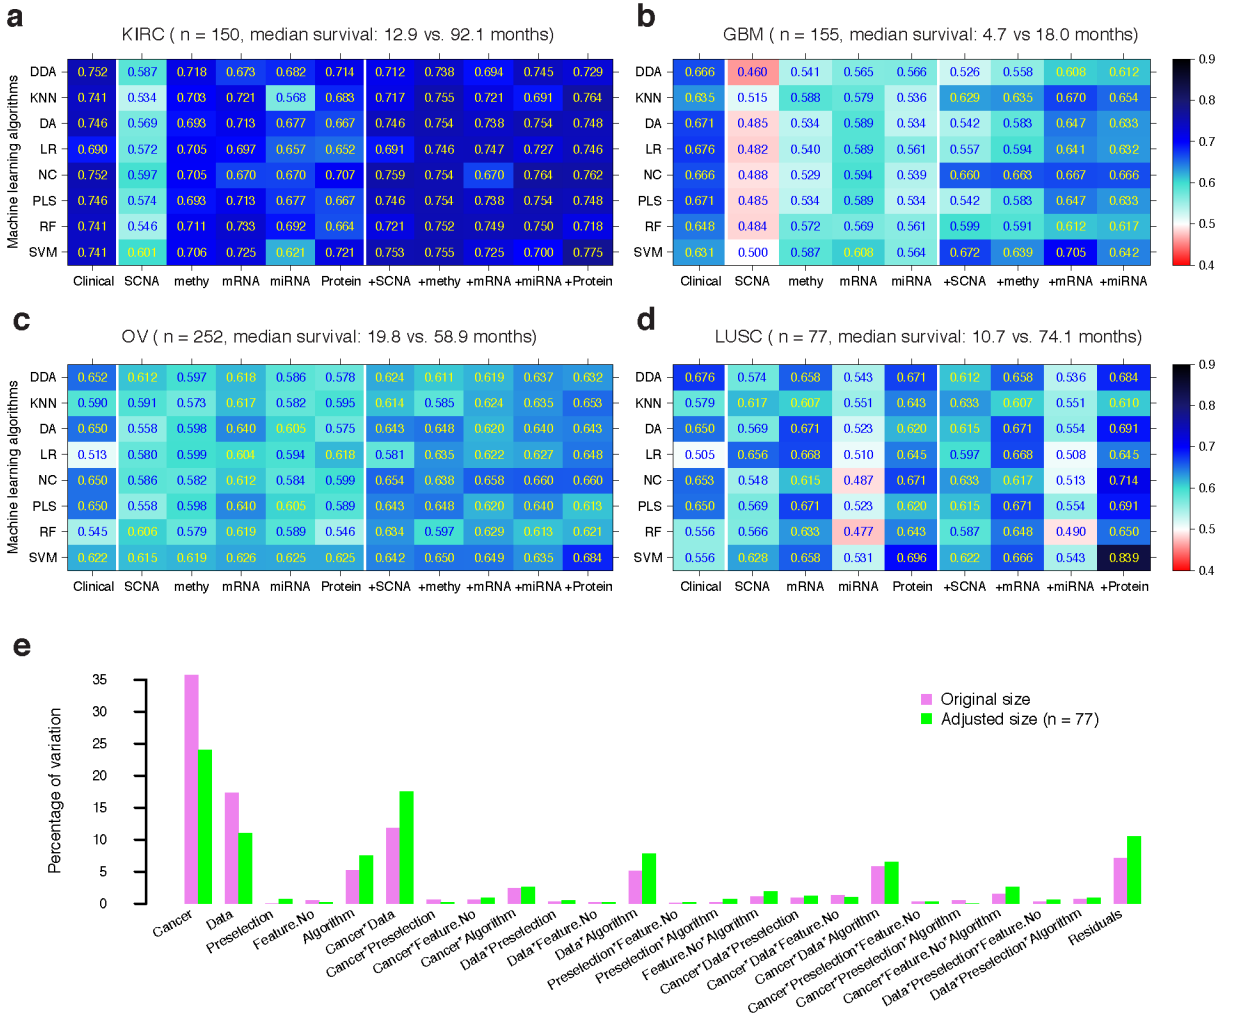 a
KIRC ( n = 150, median survival: 12.9 vs. 92.1 months)
Machine learning algorithms
DDA 0.752 0.587 0.718 0.673 0.682 0.714 0.712 0.738 0.694 0.745 0.729
KNN 0.741 0.534 0.703 0.721 0.568 0.683 0.717 0.755 0.721 0.691 0.764
DA 0.746 0.569 0.693 0.713 0.677 0.667 0.746 0.754 0.738 0.754 0.748
LR 0.690 0.572 0.705 0.697 0.657 0.652 0.691 0.746 0.747 0.727 0.746
NC 0.752 0.597 0.705 0.670 0.670 0.707 0.759 0.754 0.670 0.764 0.762
PLS 0.741 0.574 0.693 0.713 0.677 0.667 0.746 0.754 0.738 0.754 0.748
RF 0.741 0.546 0.711 0.733 0.692 0.664 0.721 0.752 0.749 0.750 0.718
SVM 0.741 0.601 0.706 0.725 0.621 0.721 0.753 0.755 0.725 0.700 0.775
Clinical SCNA methy mRNA miRNA Protein +SCNA +methy +mRNA +miRNA +Protein
b
GBM ( n = 155, median survival: 4.7 vs 18.0 months)
DDA 0.666 0.460 0.541 0.565 0.566 0.526 0.558 0.608 0.612
KNN 0.635 0.515 0.588 0.579 0.536 0.629 0.635 0.670 0.654
DA 0.671 0.485 0.534 0.589 0.534 0.542 0.583 0.647 0.633
LR 0.676 0.482 0.540 0.589 0.561 0.557 0.594 0.641 0.632
NC 0.666 0.488 0.529 0.594 0.539 0.660 0.663 0.667 0.666
PLS 0.671 0.485 0.534 0.589 0.534 0.542 0.583 0.647 0.633
RF 0.648 0.484 0.572 0.569 0.561 0.599 0.591 0.612 0.617
SVM 0.631 0.500 0.587 0.608 0.564 0.672 0.639 0.705 0.642
Clinical SCNA methy mRNA miRNA +SCNA +methy +mRNA +miRNA
0.9
0.8
0.7
0.6
0.5
0.4
c
OV ( n = 252, median survival: 19.8 vs. 58.9 months)
Machine learning algorithms
DDA 0.652 0.612 0.597 0.618 0.586 0.578 0.624 0.611 0.619 0.637 0.632
KNN 0.590 0.591 0.573 0.617 0.582 0.595 0.614 0.585 0.624 0.635 0.653
DA 0.650 0.558 0.598 0.640 0.605 0.575 0.643 0.648 0.620 0.640 0.643
LR 0.513 0.580 0.599 0.604 0.594 0.618 0.581 0.635 0.622 0.627 0.648
NC 0.650 0.586 0.582 0.612 0.584 0.599 0.654 0.638 0.658 0.660 0.660
PLS 0.650 0.558 0.598 0.640 0.605 0.589 0.643 0.648 0.620 0.640 0.613
RF 0.545 0.606 0.579 0.619 0.589 0.546 0.634 0.597 0.629 0.613 0.621
SVM 0.622 0.615 0.619 0.626 0.625 0.625 0.642 0.650 0.649 0.635 0.684
Clinical SCNA methy mRNA miRNA Protein +SCNA +methy +mRNA +miRNA +Protein
d
LUSC ( n = 77, median survival: 10.7 vs. 74.1 months)
DDA 0.676 0.574 0.658 0.543 0.671 0.612 0.658 0.536 0.684
KNN 0.579 0.617 0.607 0.551 0.643 0.633 0.607 0.551 0.610
DA 0.650 0.569 0.671 0.523 0.620 0.615 0.671 0.554 0.691
LR 0.505 0.656 0.668 0.510 0.645 0.597 0.668 0.508 0.645
NC 0.653 0.548 0.615 0.487 0.671 0.633 0.617 0.513 0.714
PLS 0.650 0.569 0.671 0.523 0.620 0.615 0.671 0.554 0.691
RF 0.556 0.566 0.633 0.477 0.643 0.587 0.648 0.490 0.650
SVM 0.556 0.628 0.658 0.531 0.696 0.622 0.666 0.543 0.839
Clinical SCNA mRNA miRNA Protein +SCNA +mRNA +miRNA +Protein
0.9
0.8
0.7
0.6
0.5
0.4
e
Percentage of variation
35
30
25
20
15
10
5
0
Original size
Adjusted size (n = 77)
Cancer
Data
Preselection
Feature.No
Algorithm
Cancer*Data
Cancer*Preselection
Cancer*Feature.No
Cancer*Algorithm
Data*Preselection
Data*Feature.No
Data*Algorithm
Preselection*Feature.No
Preselection*Algorithm
Feature.No*Algorithm
Cancer*Data*Preselection
Cancer*Data*Feature.No
Cancer*Data*Algorithm
Cancer*Preselection*Feature.No
Cancer*Preselection*Algorithm
Cancer*Feature.No*Algorithm
Data*Preselection*Feature.No
Data*Preselection*Algorithm
Residuals